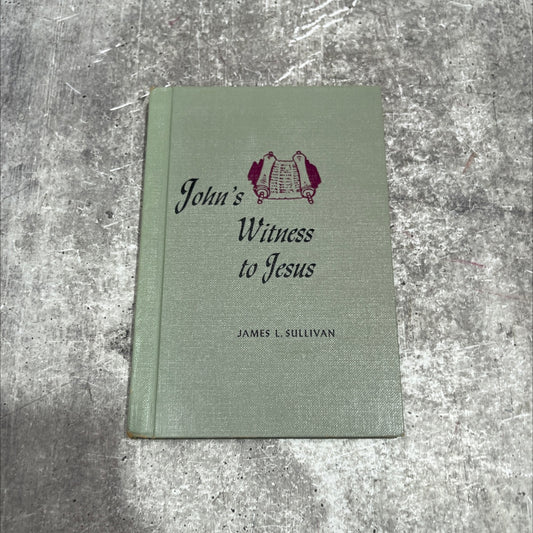 John's
Witness
to Jesus
JAMES L. SULLIVAN